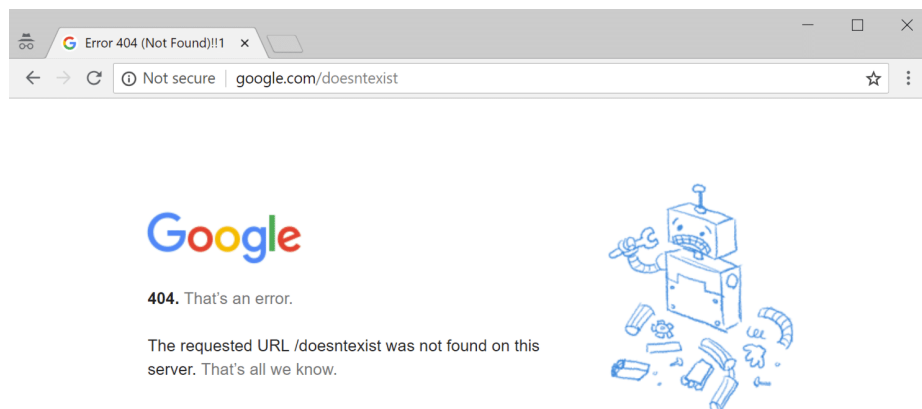 Error 404 (Not Found)!!1
Not secure google.com/doesntexist
Google
404. That's an error.
The requested URL /doesntexist was not found on this
server. That's all we know.